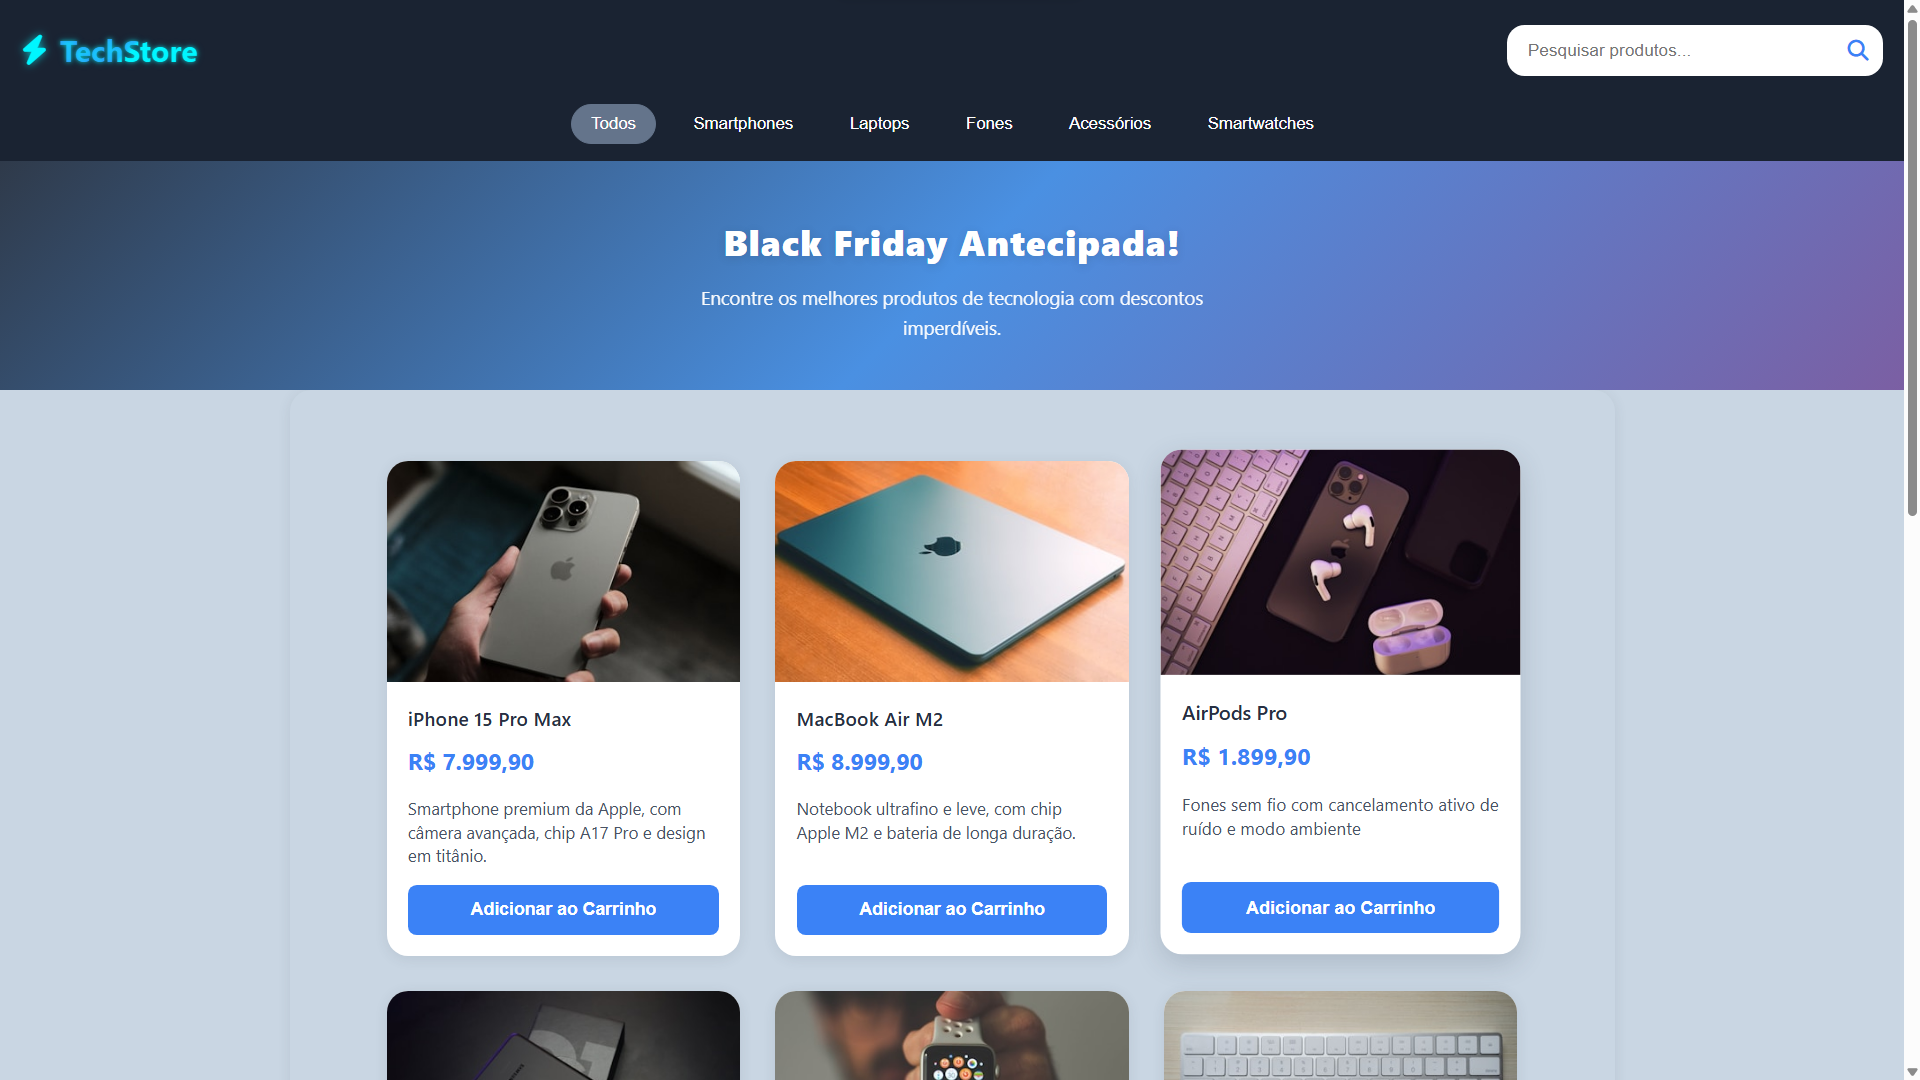 TechStore
Pesquisar produtos...
Todos
Smartphones
Laptops
Fones
Acessórios
Smartwatches
Black Friday Antecipada!
Encontre os melhores produtos de tecnologia com descontos
imperdíveis.
iPhone 15 Pro Max
R$ 7.999,90
Smartphone premium da Apple, com
câmera avançada, chip A17 Pro e design
em titânio.
Adicionar ao Carrinho
MacBook Air M2
R$ 8.999,90
Notebook ultrafino e leve, com chip
Apple M2 e bateria de longa duração.
Adicionar ao Carrinho
AirPods Pro
R$ 1.899,90
Fones sem fio com cancelamento ativo de
ruído e modo ambiente
Adicionar ao Carrinho